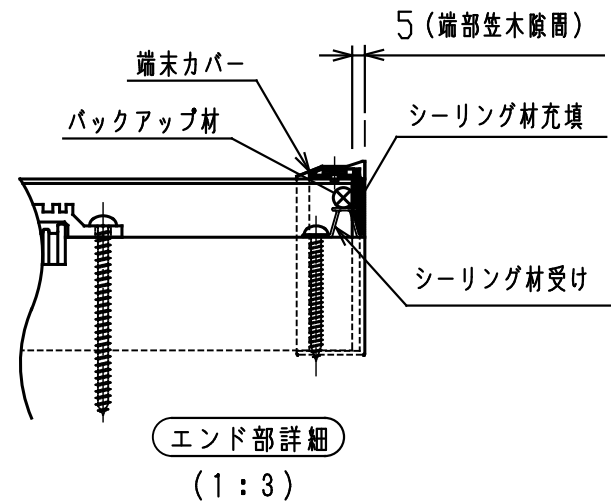 5(端部笠木隙間)
端末カバー
バックアップ材
シーリング材充填
シーリング材受け
エンド部詳細
(1:3)